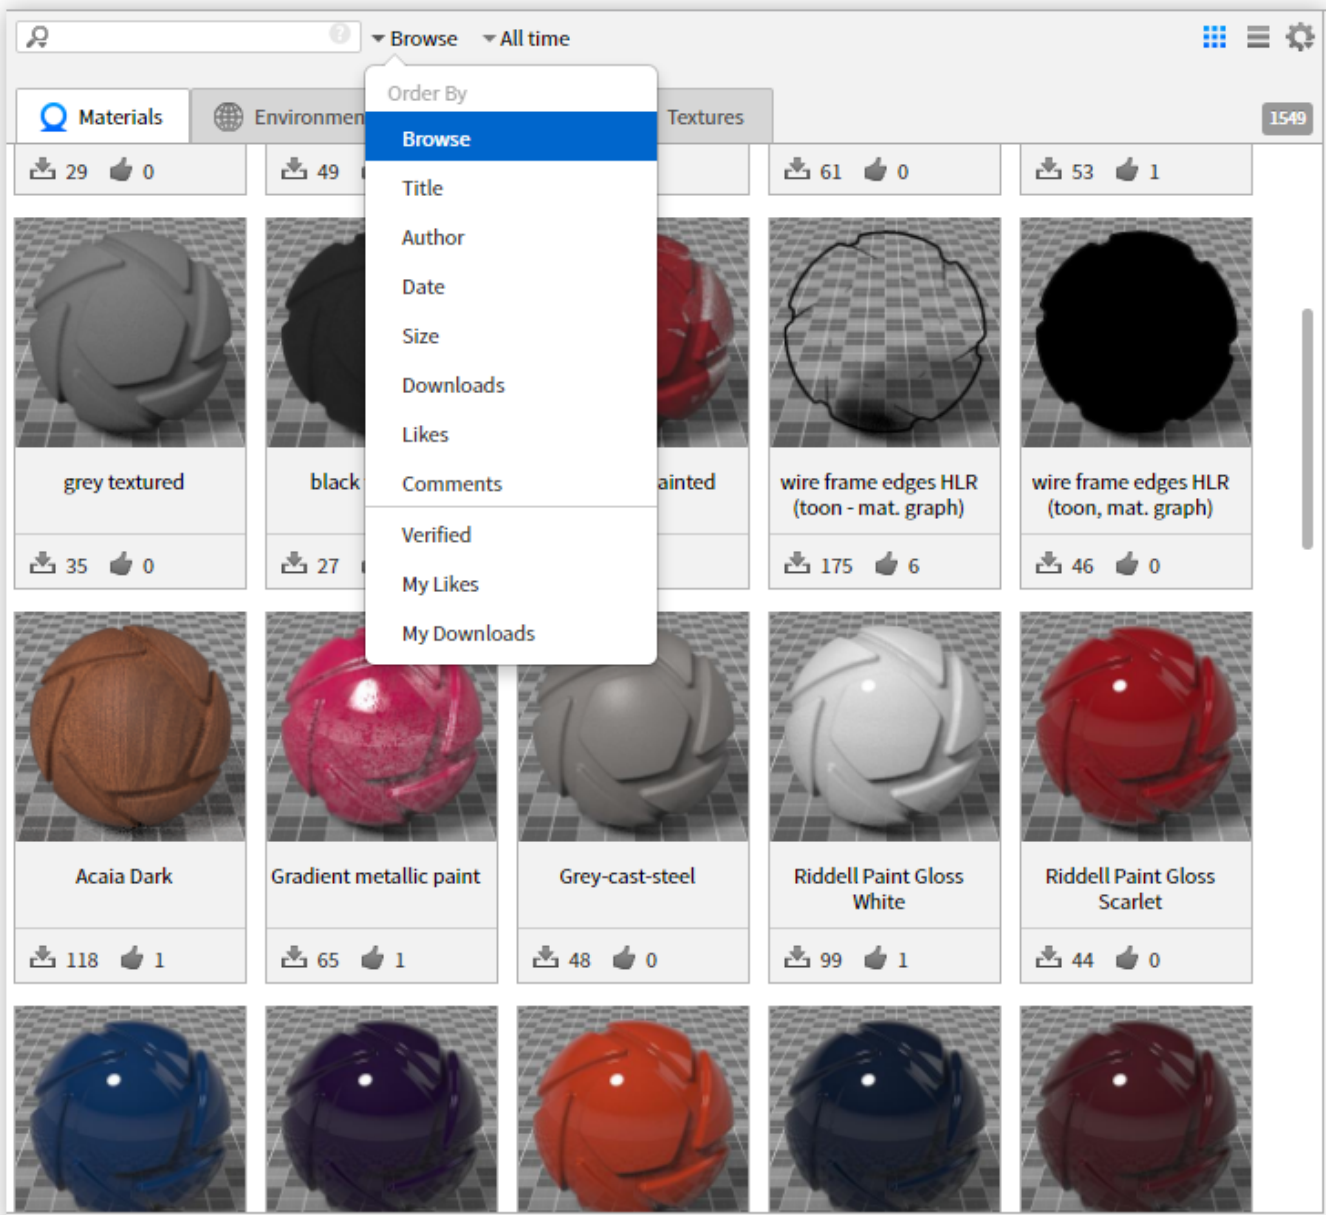 ? Browse All time
Order By
Materials Environmen Textures 1549
Browse
Title
Author
Date
Size
Downloads
Likes
Comments
Verified
My Likes
My Downloads
29 0 49 61 0 53 1
grey textured black ainted wire frame edges HLR wire frame edges HLR
(toon - mat. graph) (toon, mat. graph)
35 0 27 175 6 46 0
Acaia Dark Gradient metallic paint Grey-cast-steel Riddell Paint Gloss Riddell Paint Gloss
White Scarlet
118 1 65 1 48 0 99 1 44 0